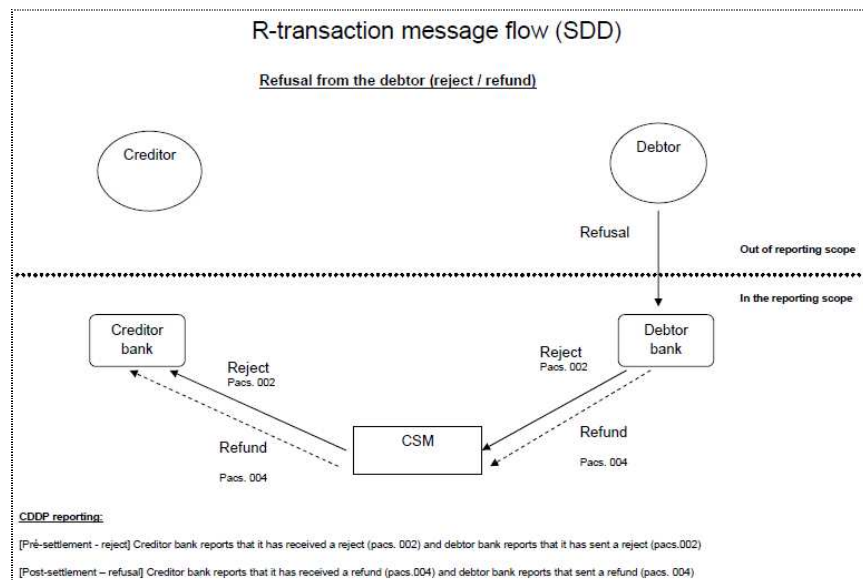 R-transaction message flow (SDD)
Refusal from the debtor (reject / refund)
Creditor
Debtor
Refusal
Out of reporting scope
In the reporting scope
Creditor
bank
Debtor
bank
Reject
Pacs. 002
Reject
Pacs. 002
CSM
Refund
Pacs. 004
Refund
Pacs. 004
CDDP reporting:
[Pré-settlement - reject] Creditor bank reports that it has received a reject (pacs. 002) and debtor bank reports that it has sent a reject (pacs.002)
[Post-settlement – refusal] Creditor bank reports that it has received a refund (pacs.004) and debtor bank reports that sent a refund (pacs. 004)